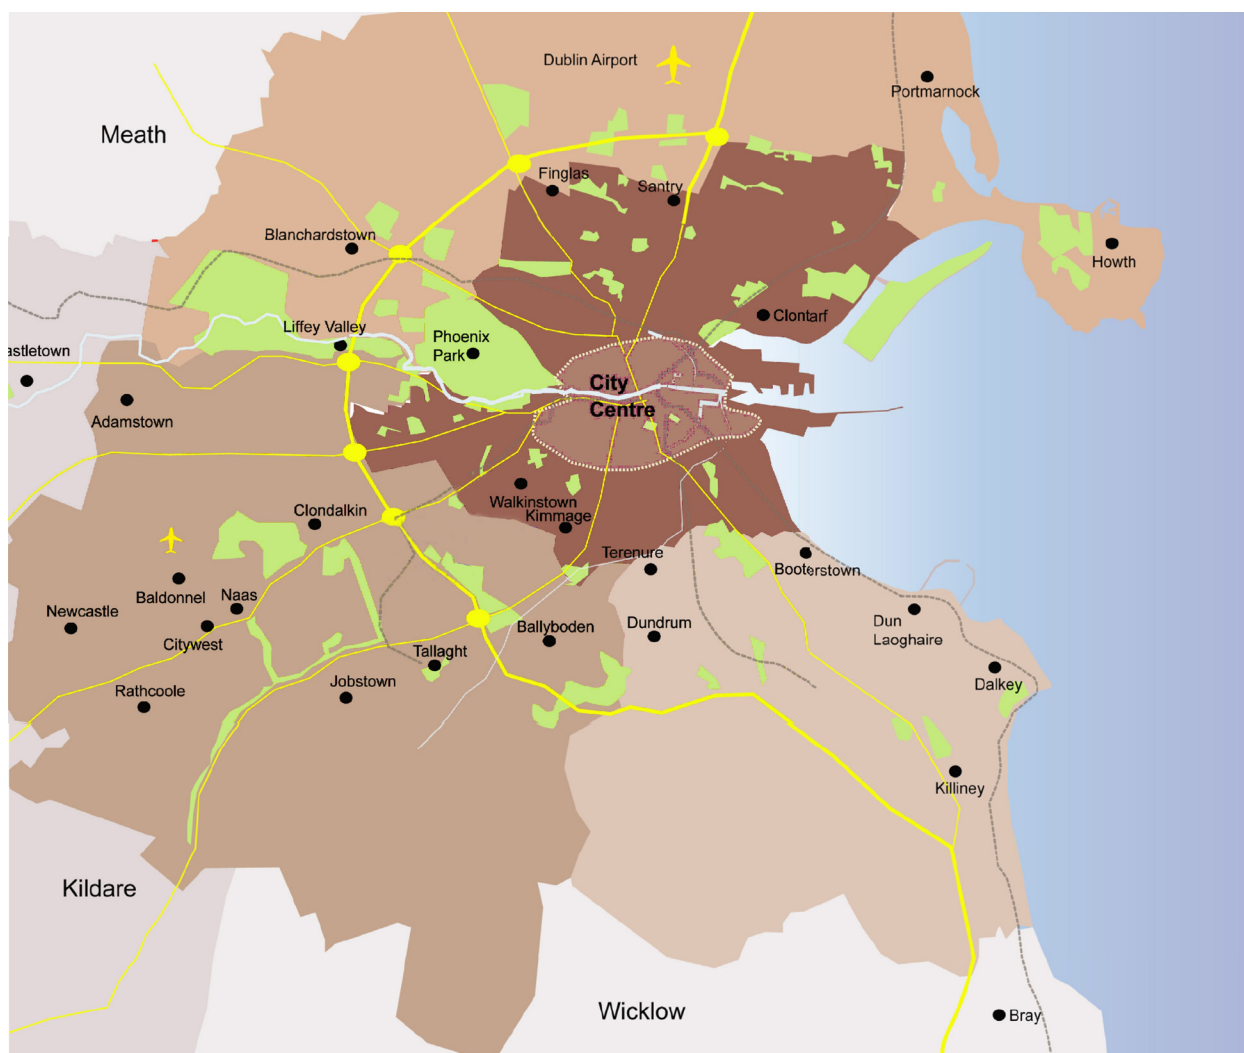 Dublin Airport
Portmarnock
Meath
Finglas
Santry
Blanchardstown
Howth
Liffey Valley
Clontarf
Phoenix
Park
astletown
City
Centre
Adamstown
Walkinstown
Kimmage
Clondalkin
Terenure
Booterstown
Baldonnel
Naas
Newcastle
Citywest
Ballyboden
Dundrum
Dun
Laoghaire
Tallaght
Jobstown
Dalkey
Rathcoole
Killiney
Kildare
Wicklow
Bray